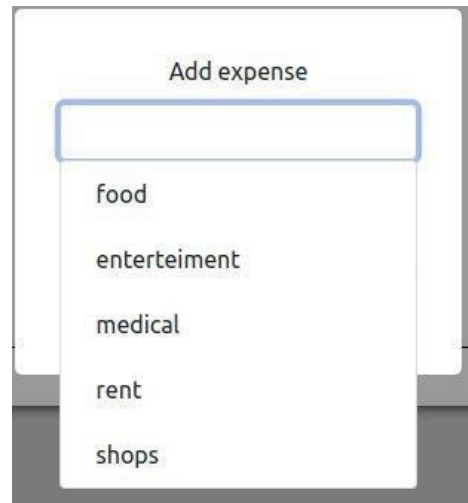 Add expense
food
enterteiment
medical
rent
shops